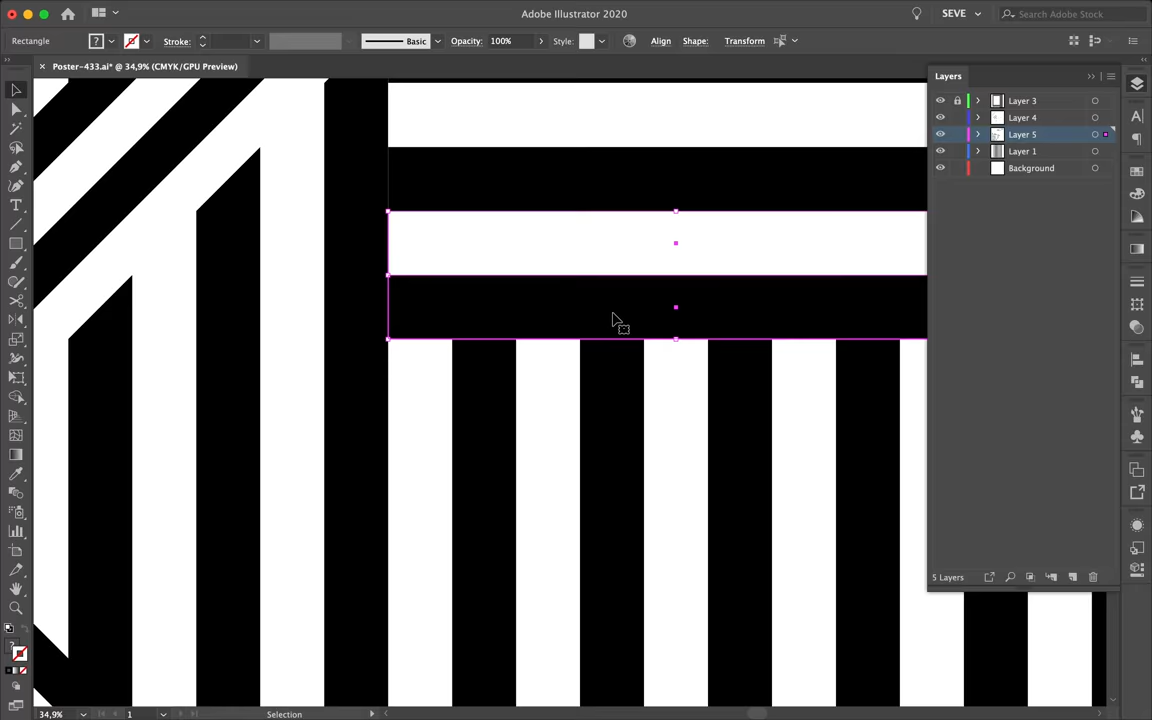 Adobe Illustrator 2020
SEVE
Search Adobe Stock
Rectangle
?
Stroke:
Basic
Opacity:
100%
Style:
Align
Shape:
Transform
Poster-433.ai* @ 34,9% (CMYK/GPU Preview)
Layers
Layer 3
Layer 4
Layer 5
Layer 1
Background
5 Layers
34,9%
1
Selection